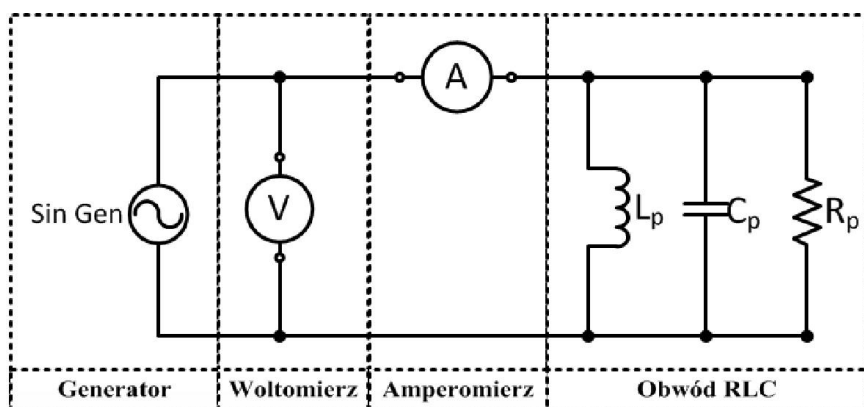 A
Sin Gen
V
Lp
Cp
Rp
Generator
Woltomierz
Amperomierz
Obwód RLC